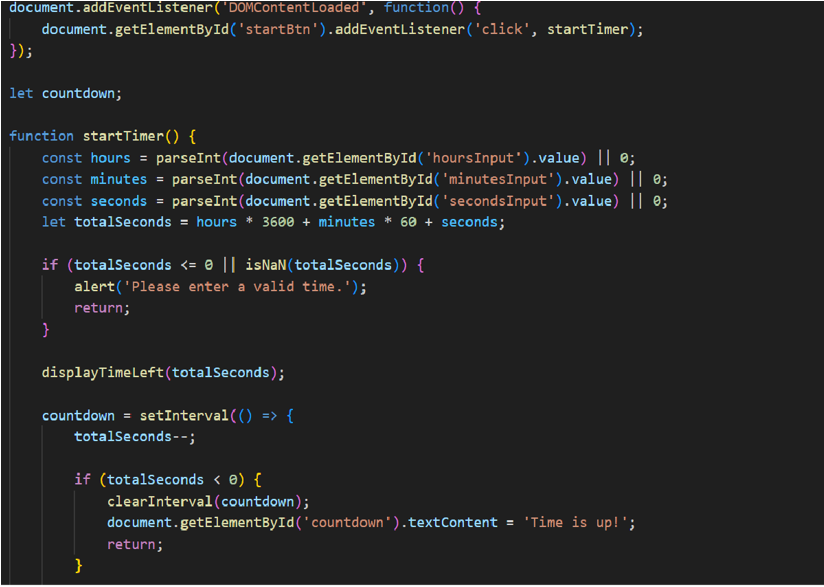 document.addEventListener('DOMContentLoaded', function() {
    document.getElementById('startBtn').addEventListener('click', startTimer);
});

let countdown;

function startTimer() {
    const hours = parseInt(document.getElementById('hoursInput').value) || 0;
    const minutes = parseInt(document.getElementById('minutesInput').value) || 0;
    const seconds = parseInt(document.getElementById('secondsInput').value) || 0;
    let totalSeconds = hours * 3600 + minutes * 60 + seconds;

    if (totalSeconds <= 0 || isNaN(totalSeconds)) {
        alert('Please enter a valid time.');
        return;
    }

    displayTimeLeft(totalSeconds);

    countdown = setInterval(() => {
        totalSeconds--;

        if (totalSeconds < 0) {
            clearInterval(countdown);
            document.getElementById('countdown').textContent = 'Time is up!';
            return;
        }